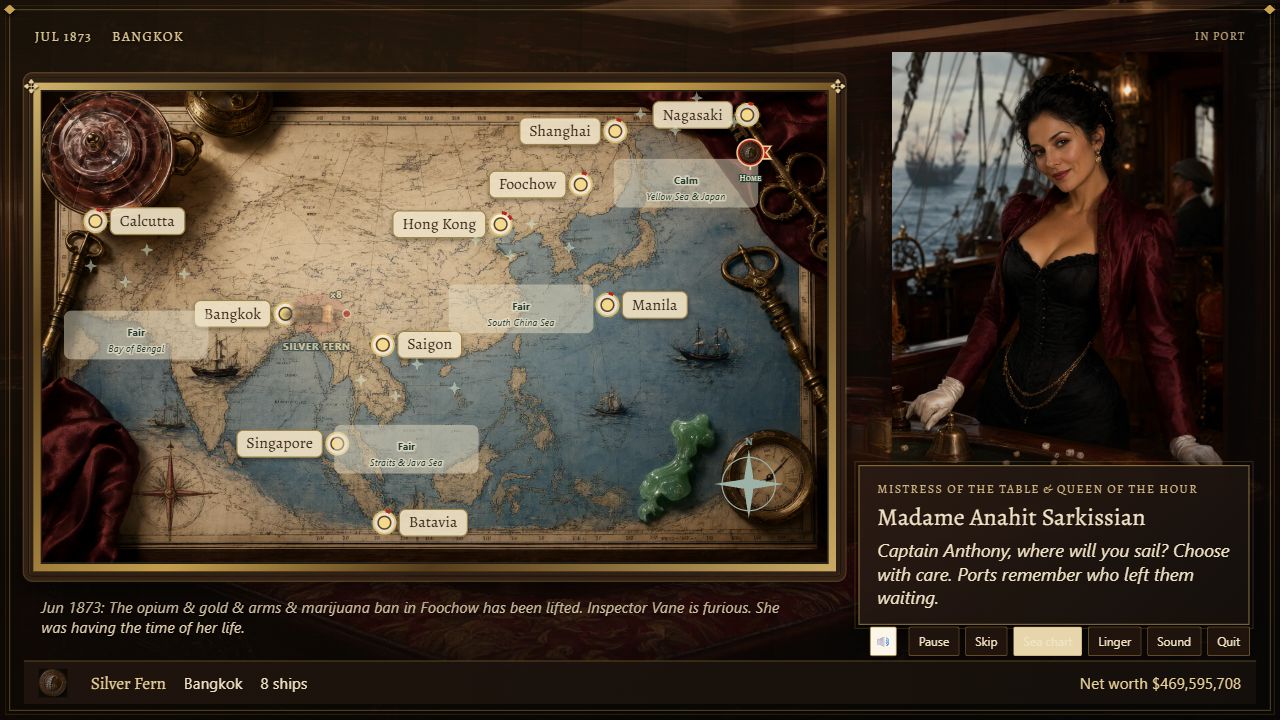 JUL 1873 BANGKOK
IN PORT
Nagasaki
Shanghai
HOME
Calm
Yellow Sea & Japan
Foochow
Calcutta
Hong Kong
x8
Bangkok
Fair
South China Sea
Manila
Fair
Bay of Bengal
SILVER FERN
Saigon
Singapore
Fair
Straits & Java Sea
N
Batavia
MISTRESS OF THE TABLE & QUEEN OF THE HOUR
Madame Anahit Sarkissian
Captain Anthony, where will you sail? Choose
with care. Ports remember who left them
waiting.
Jun 1873: The opium & gold & arms & marijuana ban in Foochow has been lifted. Inspector Vane is furious. She
was having the time of her life.
Pause Skip Sea chart Linger Sound Quit
Silver Fern Bangkok 8 ships
Net worth $469,595,708